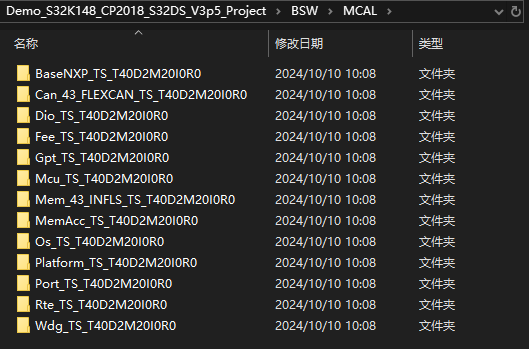 Demo_S32K148_CP2018_S32DS_V3p5_Project > BSW > MCAL >
名称 修改日期 类型
BaseNXP_TS_T40D2M20I0R0 2024/10/10 10:08 文件夹
Can_43_FLEXCAN_TS_T40D2M20I0R0 2024/10/10 10:08 文件夹
Dio_TS_T40D2M20I0R0 2024/10/10 10:08 文件夹
Fee_TS_T40D2M20I0R0 2024/10/10 10:08 文件夹
Gpt_TS_T40D2M20I0R0 2024/10/10 10:08 文件夹
Mcu_TS_T40D2M20I0R0 2024/10/10 10:08 文件夹
Mem_43_INFLS_TS_T40D2M20I0R0 2024/10/10 10:08 文件夹
MemAcc_TS_T40D2M20I0R0 2024/10/10 10:08 文件夹
Os_TS_T40D2M20I0R0 2024/10/10 10:08 文件夹
Platform_TS_T40D2M20I0R0 2024/10/10 10:08 文件夹
Port_TS_T40D2M20I0R0 2024/10/10 10:08 文件夹
Rte_TS_T40D2M20I0R0 2024/10/10 10:08 文件夹
Wdg_TS_T40D2M20I0R0 2024/10/10 10:08 文件夹